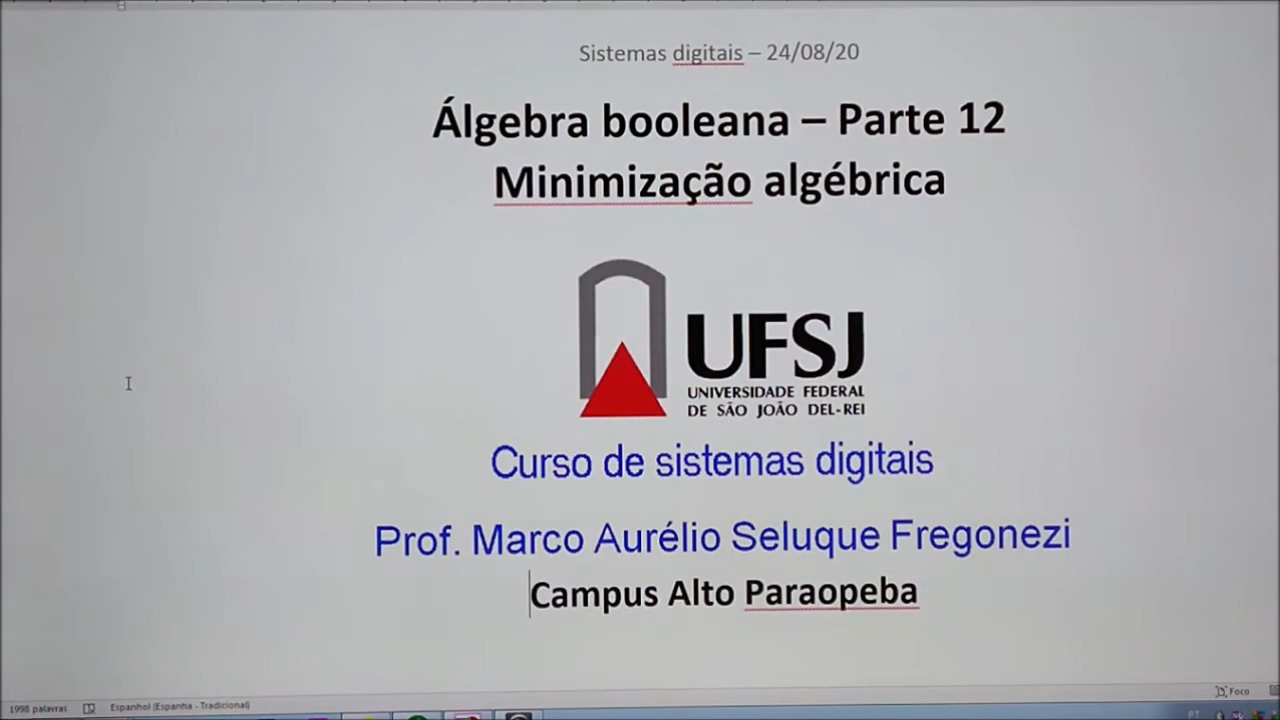 Sistemas digitais – 24/08/20
Álgebra booleana – Parte 12
Minimização algébrica
UFSJ
UNIVERSIDADE FEDERAL
DE SÃO JOÃO DEL-REI
Curso de sistemas digitais
Prof. Marco Aurélio Seluque Fregonezi
Campus Alto Paraopeba
1998 palavras
Espanhol (Espanha - Tradicional)
Foco
PT